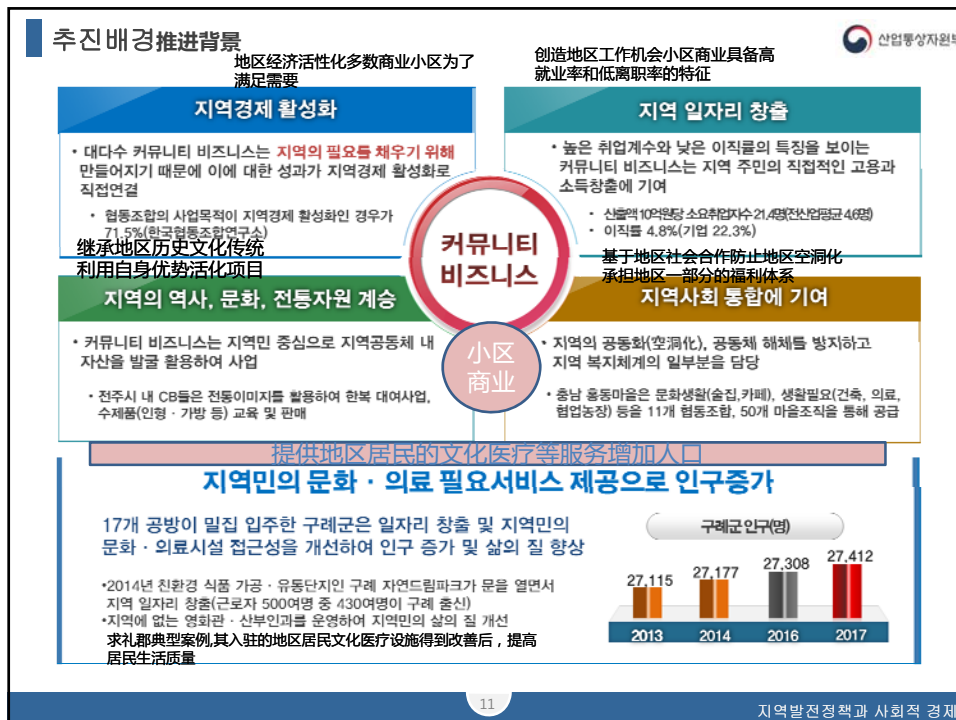 추진배경推进背景
산업통상자원부
地区经济活性化多数商业小区为了
满足需要
创造地区工作机会小区商业具备高
就业率和低离职率的特征
지역경제 활성화
• 대다수 커뮤니티 비즈니스는 지역의 필요를 채우기 위해
만들어지기 때문에 이에 대한 성과가 지역경제 활성화로
직접연결
• 협동조합의 사업목적이 지역경제 활성화인 경우가
71.5%(한국협동조합연구소)
지역 일자리 창출
• 높은 취업계수와 낮은 이직률의 특징을 보이는
커뮤니티 비즈니스는 지역 주민의 직접적인 고용과
소득창출에 기여
• 산출액 10억원당 소요취업자수 21.4명(전산업평균 4.6명)
• 이직률 4.8%(기업 22.3%)
커뮤니티
비즈니스
小区
商业
继承地区历史文化传统
利用自身优势活化项目
지역의 역사, 문화, 전통자원 계승
• 커뮤니티 비즈니스는 지역민 중심으로 지역공동체 내
자산을 발굴 활용하여 사업
• 전주시 내 CB들은 전통이미지를 활용하여 한복 대여사업,
수제품(인형 · 가방 등) 교육 및 판매
基于地区社会合作防止地区空洞化
承担地区一部分的福利体系
지역사회 통합에 기여
• 지역의 공동화(空洞化), 공동체 해체를 방지하고
지역 복지체계의 일부분을 담당
• 충남 홍동마을은 문화생활(술집,카페), 생활필요(건축, 의료,
협업농장) 등을 11개 협동조합, 50개 마을조직을 통해 공급
提供地区居民的文化医疗等服务增加人口
지역민의 문화 · 의료 필요서비스 제공으로 인구증가
17개 공방이 밀집 입주한 구례군은 일자리 창출 및 지역민의
문화 · 의료시설 접근성을 개선하여 인구 증가 및 삶의 질 향상
•2014년 친환경 식품 가공 · 유통단지인 구례 자연드림파크가 문을 열면서
지역 일자리 창출(근로자 500여명 중 430여명이 구례 출신)
•지역에 없는 영화관 · 산부인과를 운영하여 지역민의 삶의 질 개선
求礼郡典型案例,其入驻的地区居民文化医疗设施得到改善后，提高
居民生活质量
구례군 인구(명)
27,115 27,177 27,308 27,412
2013 2014 2016 2017
11
지역발전정책과 사회적 경제